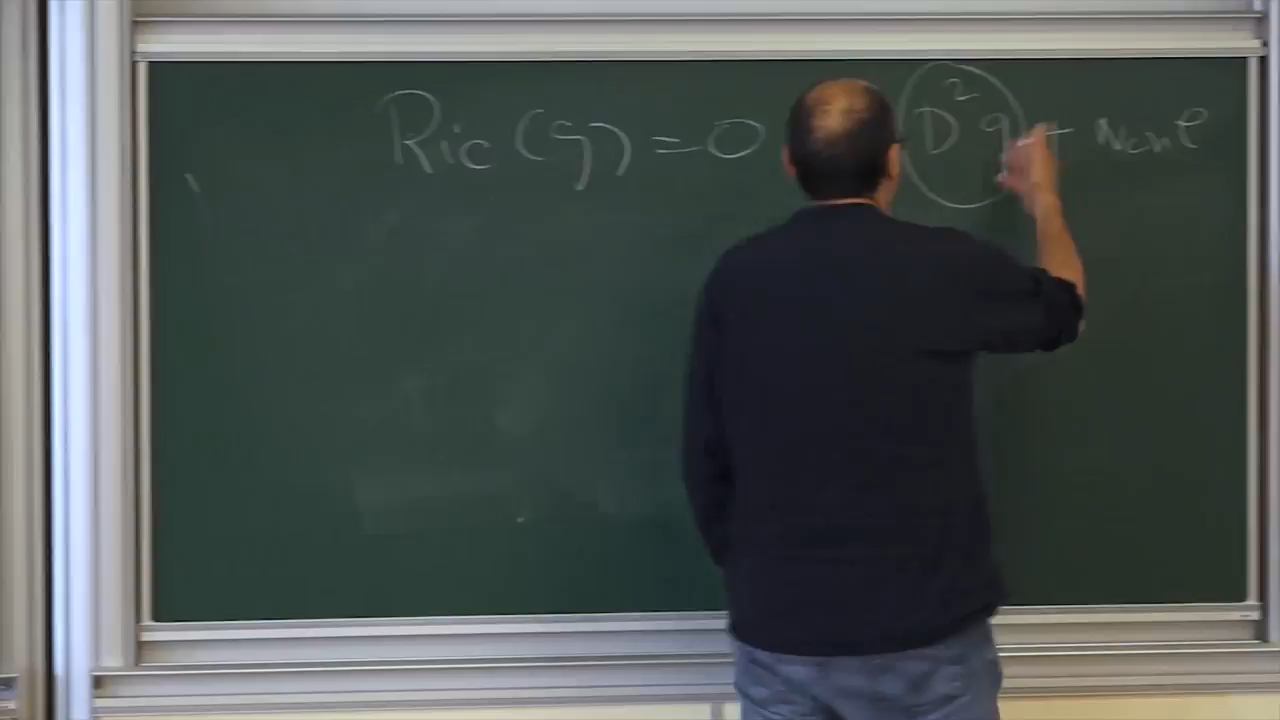 Ric(g) = 0 D²g + NonL